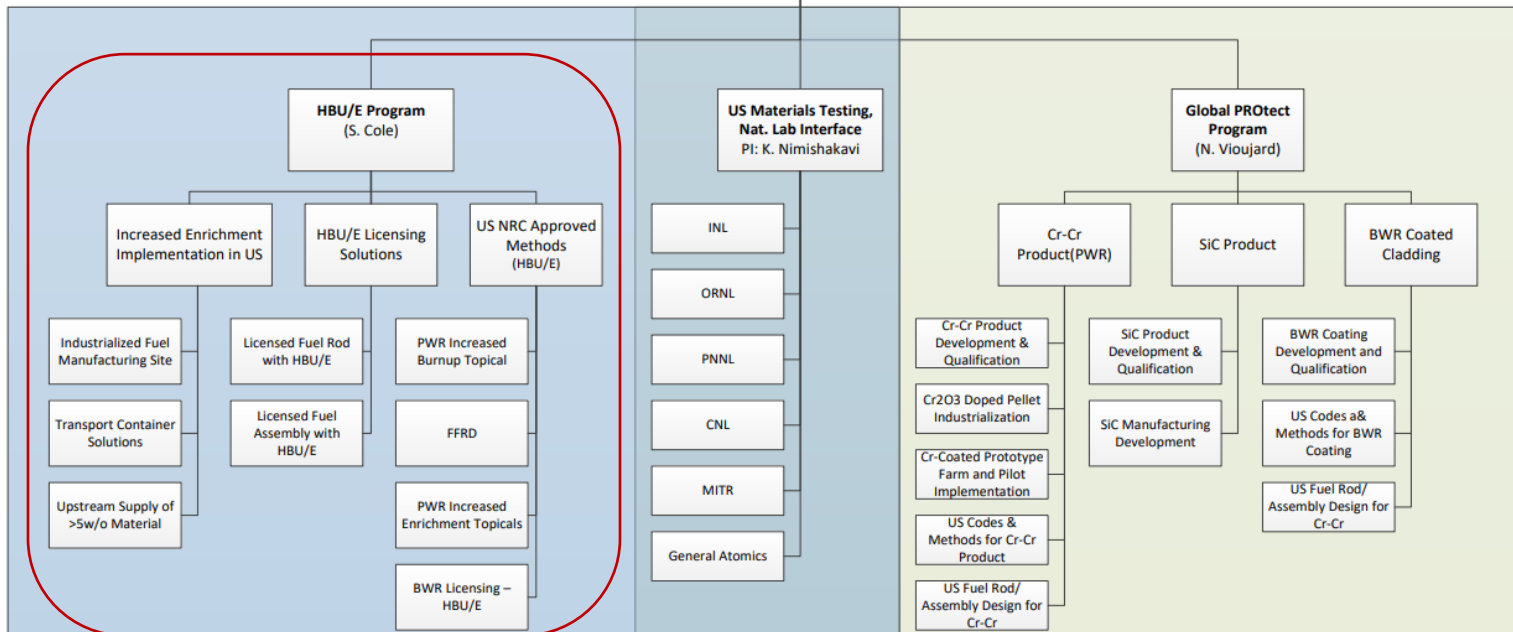 HBU/E Program
(S. Cole)
US Materials Testing,
Nat. Lab Interface
PI: K. Nimishakavi
Global PROtect
Program
(N. Vioujard)
Increased Enrichment
Implementation in US
HBU/E Licensing
Solutions
US NRC Approved
Methods
(HBU/E)
Industrialized Fuel
Manufacturing Site
Transport Container
Solutions
Upstream Supply of
>5w/o Material
Licensed Fuel Rod
with HBU/E
Licensed Fuel
Assembly with
HBU/E
PWR Increased
Burnup Topical
FFRD
PWR Increased
Enrichment Topicals
BWR Licensing –
HBU/E
INL
ORNL
PNNL
CNL
MITR
General Atomics
Cr-Cr
Product(PWR)
SiC Product
BWR Coated
Cladding
Cr-Cr Product
Development &
Qualification
Cr2O3 Doped Pellet
Industrialization
Cr-Coated Prototype
Farm and Pilot
Implementation
US Codes &
Methods for Cr-Cr
Product
US Fuel Rod/
Assembly Design for
Cr-Cr
SiC Product
Development &
Qualification
SiC Manufacturing
Development
BWR Coating
Development and
Qualification
US Codes a&
Methods for BWR
Coating
US Fuel Rod/
Assembly Design for
Cr-Cr